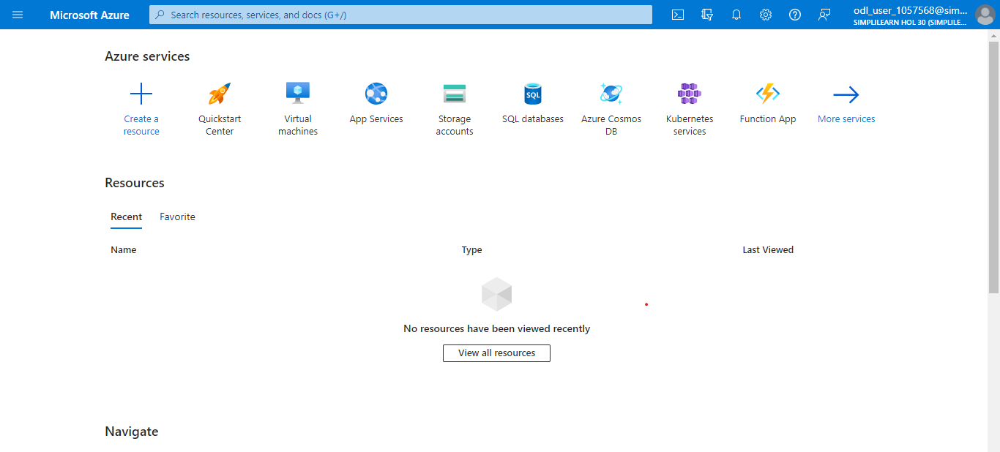 Microsoft Azure
Search resources, services, and docs (G+/)
odl_user_1057568@sim...
SIMPLILEARN HOL 30 (SIMPLILE...
Azure services
Create a
resource
Quickstart
Center
Virtual
machines
App Services
Storage
accounts
SQL
SQL databases
Azure Cosmos
DB
Kubernetes
services
Function App
More services
Resources
Recent
Favorite
Name
Type
Last Viewed
No resources have been viewed recently
View all resources
Navigate